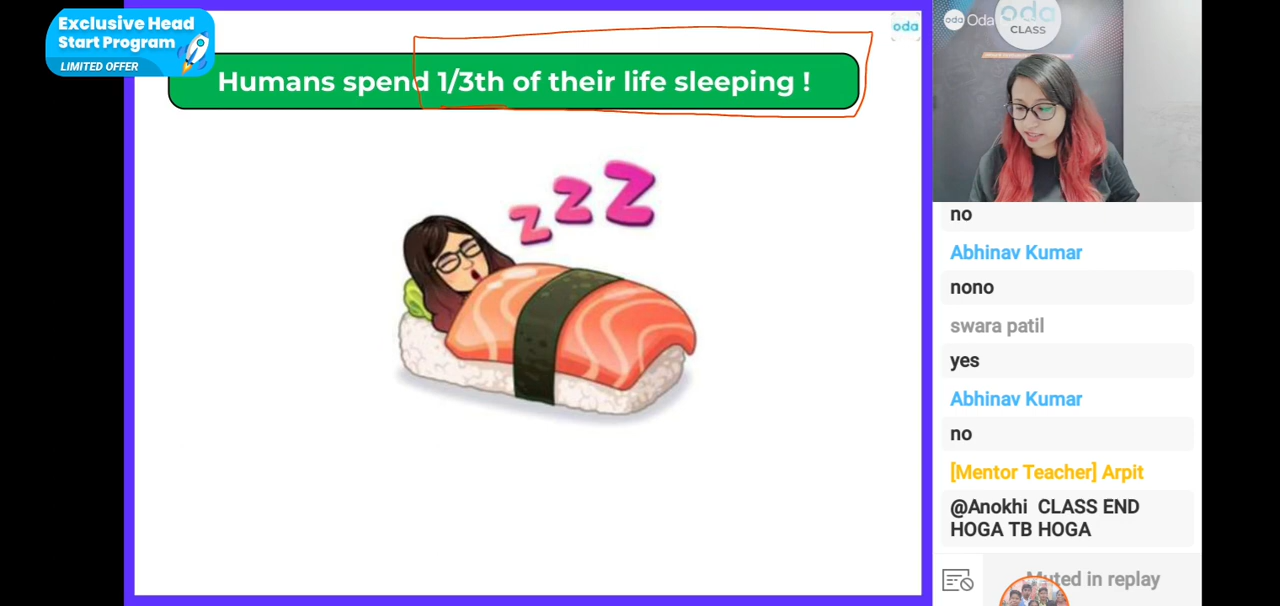 Exclusive Head
Start Program
LIMITED OFFER
oda
Humans spend 1/3th of their life sleeping !
z z Z
oda Oda
oda
CLASS
no
Abhinav Kumar
nono
swara patil
yes
Abhinav Kumar
no
[Mentor Teacher] Arpit
@Anokhi CLASS END
HOGA TB HOGA
Muted in replay